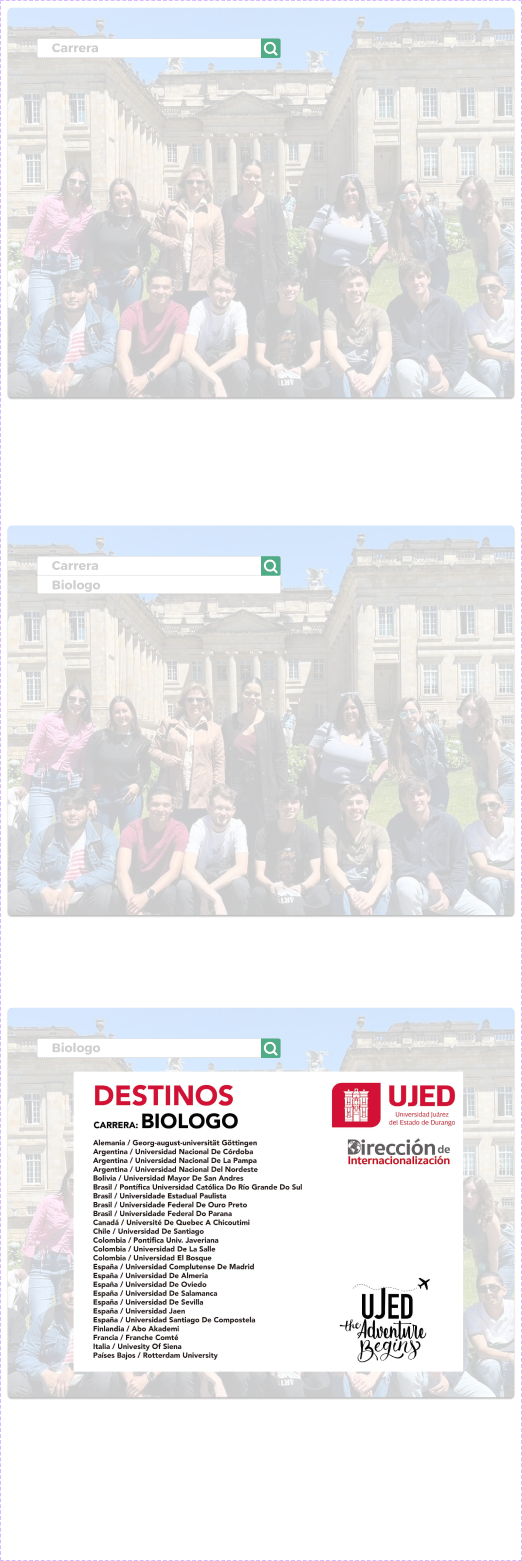 Carrera
Carrera
Biologo
Biologo
DESTINOS
CARRERA: BIOLOGO
Alemania / Georg-august-universität Göttingen
Argentina / Universidad Nacional De Córdoba
Argentina / Universidad Nacional De La Pampa
Argentina / Universidad Nacional Del Nordeste
Bolivia / Universidad Mayor De San Andres
Brasil / Pontífica Universidad Católica Do Río Grande Do Sul
Brasil / Universidade Estadual Paulista
Brasil / Universidade Federal De Ouro Preto
Brasil / Universidade Federal Do Parana
Canadá / Université De Quebec A Chicoutimi
Chile / Universidad De Santiago
Colombia / Pontifica Univ. Javeriana
Colombia / Universidad De La Salle
Colombia / Universidad El Bosque
España / Universidad Complutense De Madrid
España / Universidad De Almeria
España / Universidad De Oviedo
España / Universidad De Salamanca
España / Universidad De Sevilla
España / Universidad Jaen
España / Universidad Santiago De Compostela
Finlandia / Abo Akademi
Francia / Franche Comté
Italia / Univesity Of Siena
Países Bajos / Rotterdam University
UJED
Universidad Juárez
del Estado de Durango
Dirección de
Internacionalización
UJED
the Adventure
Begins